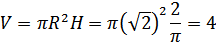 V = πR²H = π(√2)² 2/π = 4